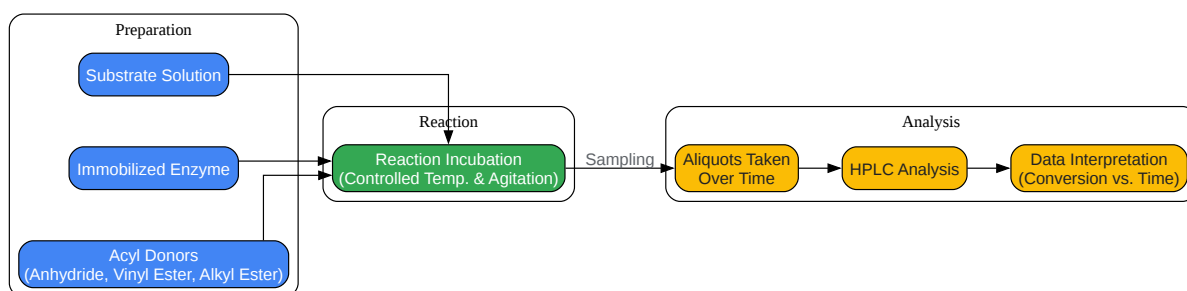 Preparation
Substrate Solution
Immobilized Enzyme
Acyl Donors
(Anhydride, Vinyl Ester, Alkyl Ester)
Reaction
Reaction Incubation
(Controlled Temp. & Agitation)
Sampling
Analysis
Aliquots Taken
Over Time
HPLC Analysis
Data Interpretation
(Conversion vs. Time)